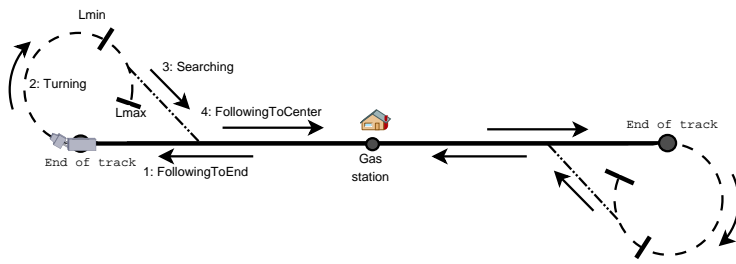 Lmin
3: Searching
2: Turning
Lmax
4: FollowingToCenter
End of track
End of track
1: FollowingToEnd
Gas
station